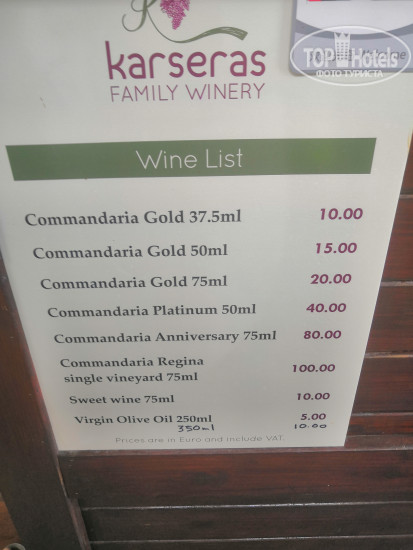 karseras
FAMILY WINERY
TOP Hotels
ФОТО ТУРИСТА
Wine List
Commandaria Gold 37.5ml 10.00
Commandaria Gold 50ml 15.00
Commandaria Gold 75ml 20.00
Commandaria Platinum 50ml 40.00
Commandaria Anniversary 75ml 80.00
Commandaria Regina
single vineyard 75ml 100.00
Sweet wine 75ml 10.00
Virgin Olive Oil 250ml 5.00
350ml 10.00
Prices are in Euro and include VAT.